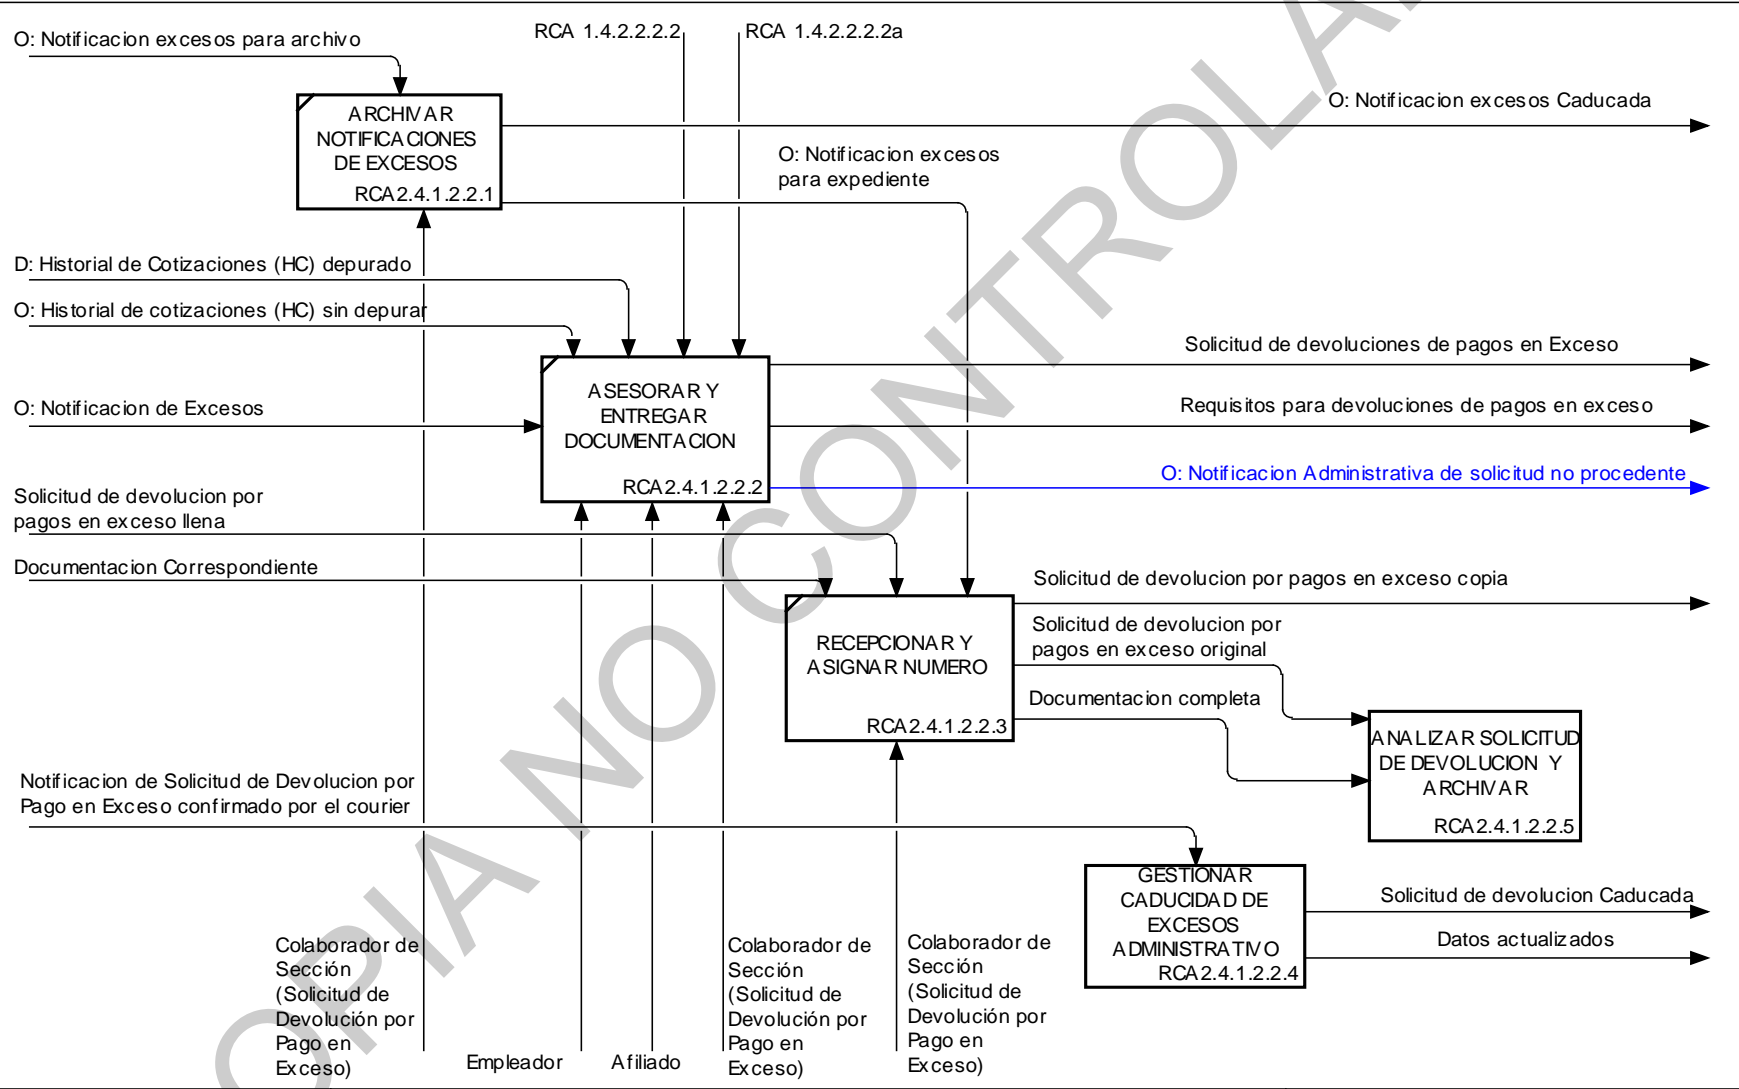 O: Notificacion excesos para archivo
RCA 1.4.2.2.2.2
RCA 1.4.2.2.2.2a
ARCHIVAR
NOTIFICACIONES
DE EXCESOS
RCA2.4.1.2.2.1
O: Notificacion excesos Caducada
O: Notificacion excesos
para expediente
D: Historial de Cotizaciones (HC) depurado
O: Historial de cotizaciones (HC) sin depurar
O: Notificacion de Excesos
ASESORAR Y
ENTREGAR
DOCUMENTACION
RCA2.4.1.2.2.2
Solicitud de devoluciones de pagos en Exceso
Requisitos para devoluciones de pagos en exceso
O: Notificacion Administrativa de solicitud no procedente
Solicitud de devolucion por
pagos en exceso llena
Documentacion Correspondiente
RECEPCIONAR Y
ASIGNAR NUMERO
RCA2.4.1.2.2.3
Solicitud de devolucion por pagos en exceso copia
Solicitud de devolucion por
pagos en exceso original
Documentacion completa
ANALIZAR SOLICITUD
DE DEVOLUCION Y
ARCHIVAR
RCA2.4.1.2.2.5
Notificacion de Solicitud de Devolucion por
Pago en Exceso confirmado por el courier
GESTIONAR
CADUCIDAD DE
EXCESOS
ADMINISTRATIVO
RCA2.4.1.2.2.4
Solicitud de devolucion Caducada
Datos actualizados
Colaborador de
Sección
(Solicitud de
Devolución por
Pago en
Exceso)
Empleador
Afiliado
Colaborador de
Sección
(Solicitud de
Devolución por
Pago en
Exceso)
Colaborador de
Sección
(Solicitud de
Devolución por
Pago en
Exceso)
OPIA NO CONTROLA